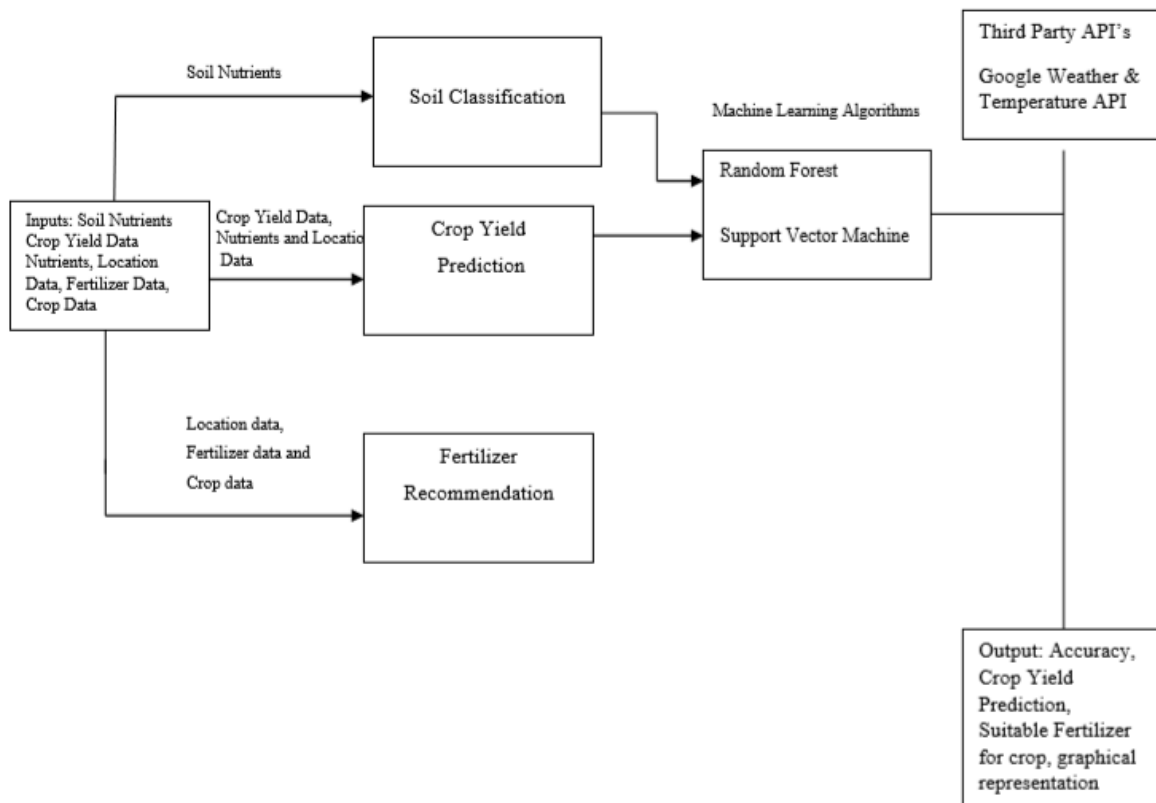 Third Party API's
Google Weather &
Temperature API
Soil Nutrients
Soil Classification
Machine Learning Algorithms
Random Forest
Support Vector Machine
Inputs: Soil Nutrients
Crop Yield Data
Nutrients, Location
Data, Fertilizer Data,
Crop Data
Crop Yield Data,
Nutrients and Locatio
Data
Crop Yield
Prediction
Location data,
Fertilizer data and
Crop data
Fertilizer
Recommendation
Output: Accuracy,
Crop Yield
Prediction,
Suitable Fertilizer
for crop, graphical
representation